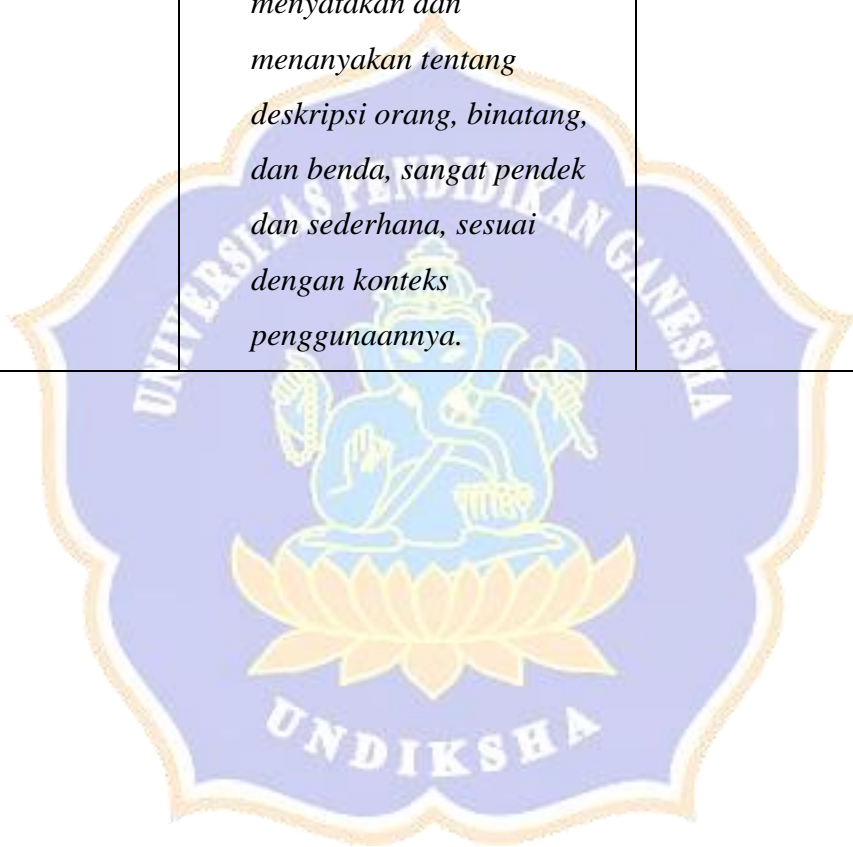 menyatakan dan
menanyakan tentang
deskripsi orang, binatang,
dan benda, sangat pendek
dan sederhana, sesuai
dengan konteks
penggunaannya.
UNIVERSITAS PENDIDIKAN GANESHA
UNDIKSHA